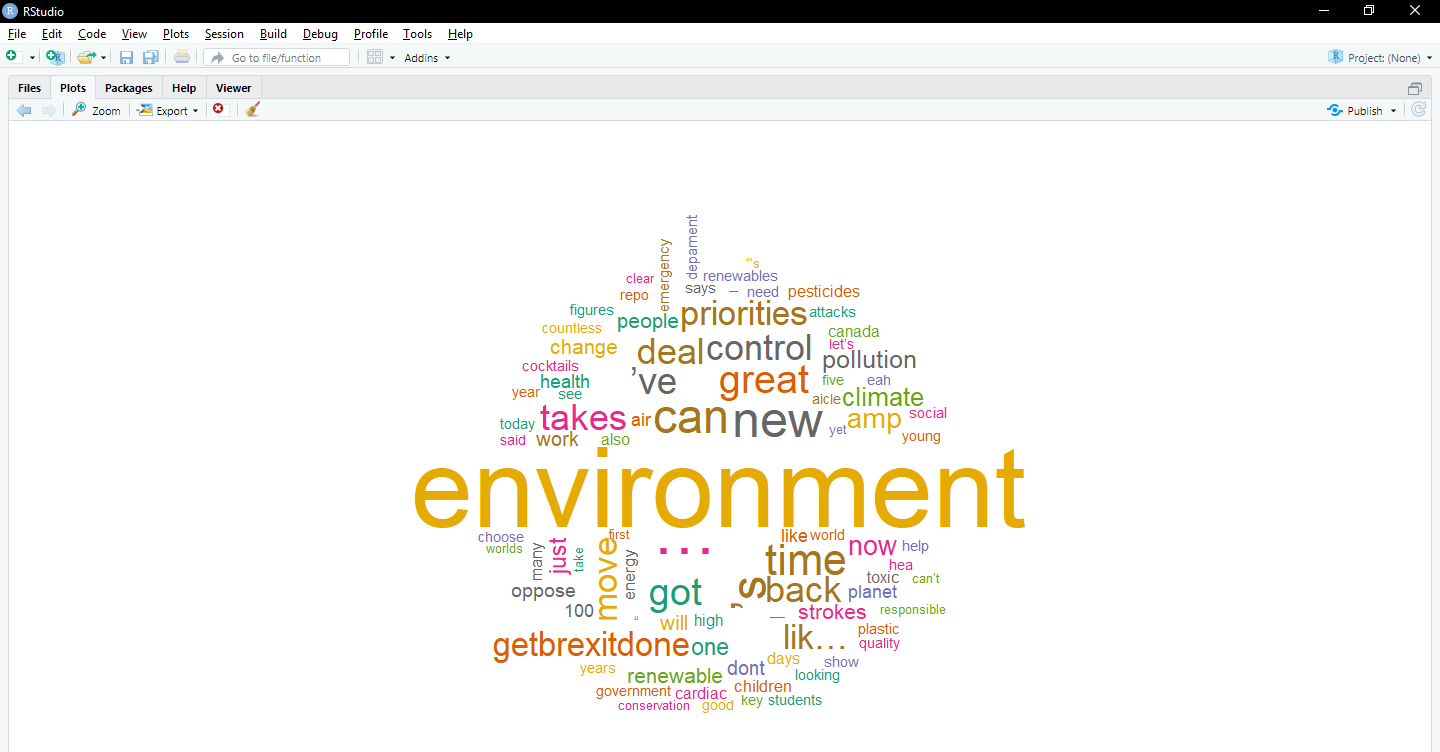 RStudio
File Edit Code View Plots Session Build Debug Profile Tools Help
Go to file/function Addins Project: (None)
Files Plots Packages Help Viewer
Zoom Export Publish
depament
emergency
“’s
clear
renewables
repo
says – need pesticides
figures
people priorities attacks
countless
canada
change deal control let’s
pollution
cocktails
health ’ve great five eah
year see
aicle climate
today takes air can new amp social
said work also yet young
environment
choose first like world
worlds many just take move energy … time now help
hea
toxic can’t
oppose got ’s back planet
100 “ will high — strokes responsible
getbrexitdone one lik… plastic
quality
years renewable dont days show
looking
government cardiac children
conservation good key students